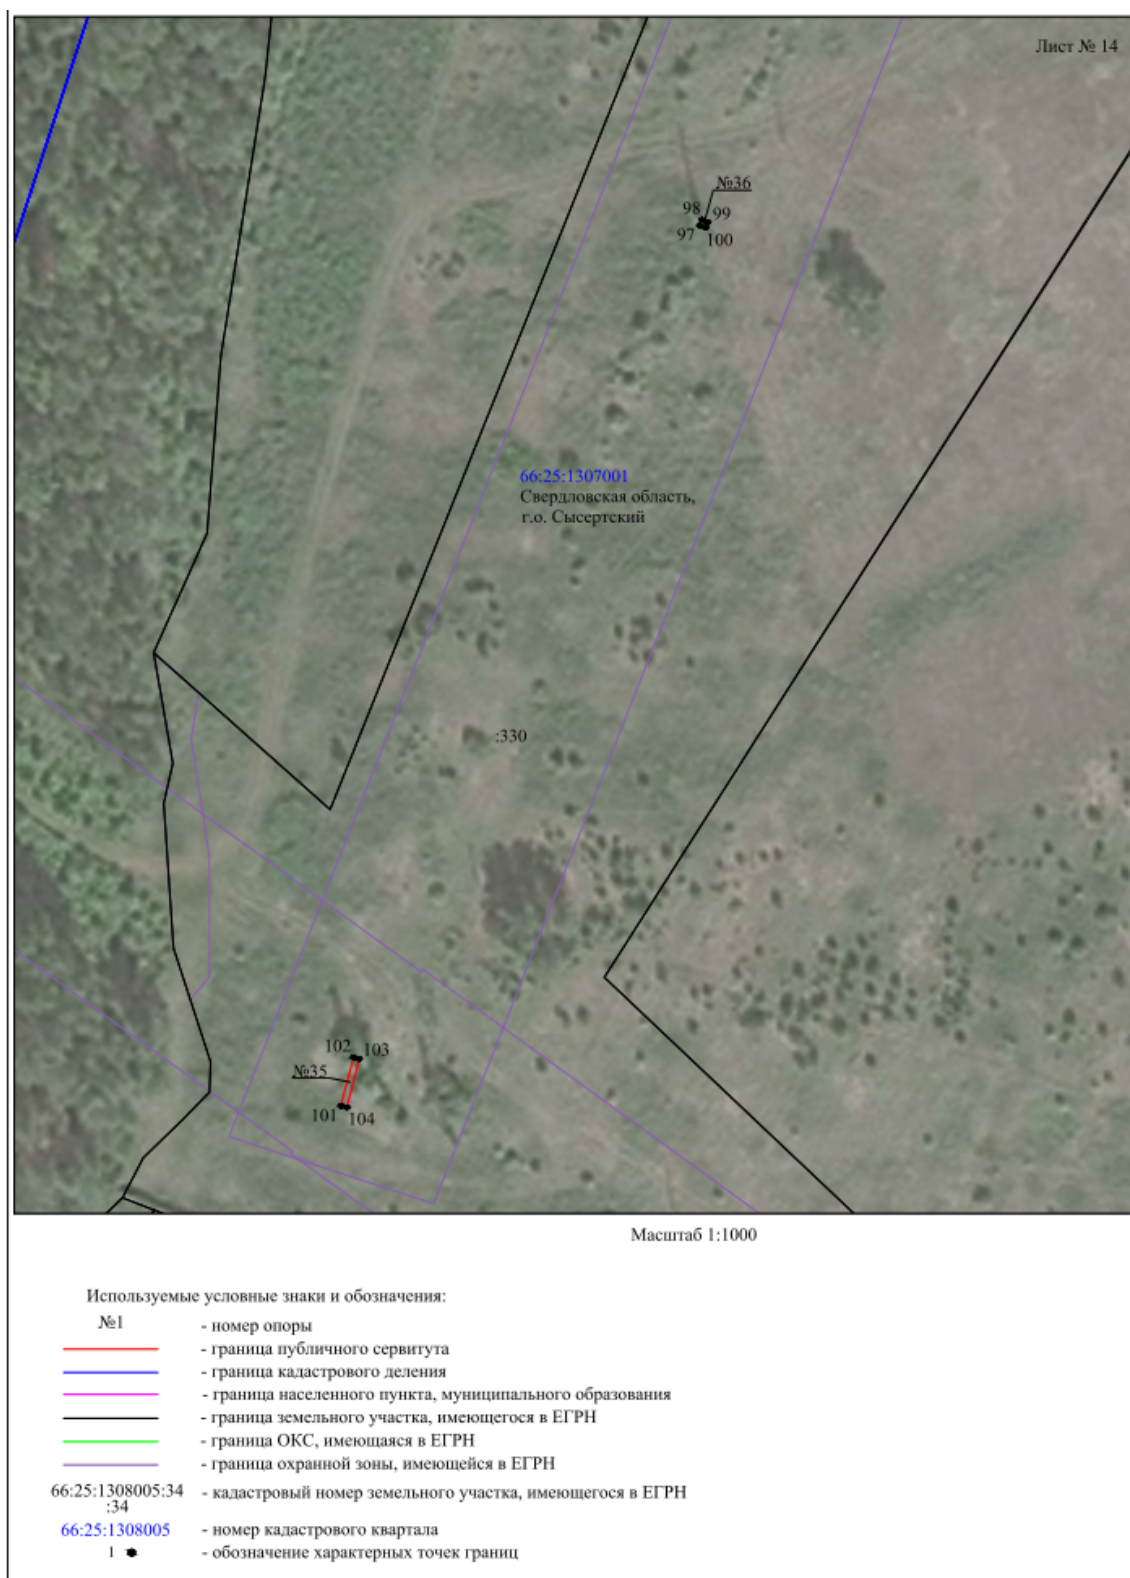 Лист № 14
№36
98
99
97
100
66:25:1307001
Свердловская область,
г.о. Сысертский
:330
102
103
№35
101
104
Масштаб 1:1000
Используемые условные знаки и обозначения:
№1 - номер опоры
- граница публичного сервитута
- граница кадастрового деления
- граница населенного пункта, муниципального образования
- граница земельного участка, имеющегося в ЕГРН
- граница ОКС, имеющаяся в ЕГРН
- граница охранной зоны, имеющейся в ЕГРН
66:25:1308005:34 - кадастровый номер земельного участка, имеющегося в ЕГРН
:34
66:25:1308005 - номер кадастрового квартала
1 - обозначение характерных точек границ